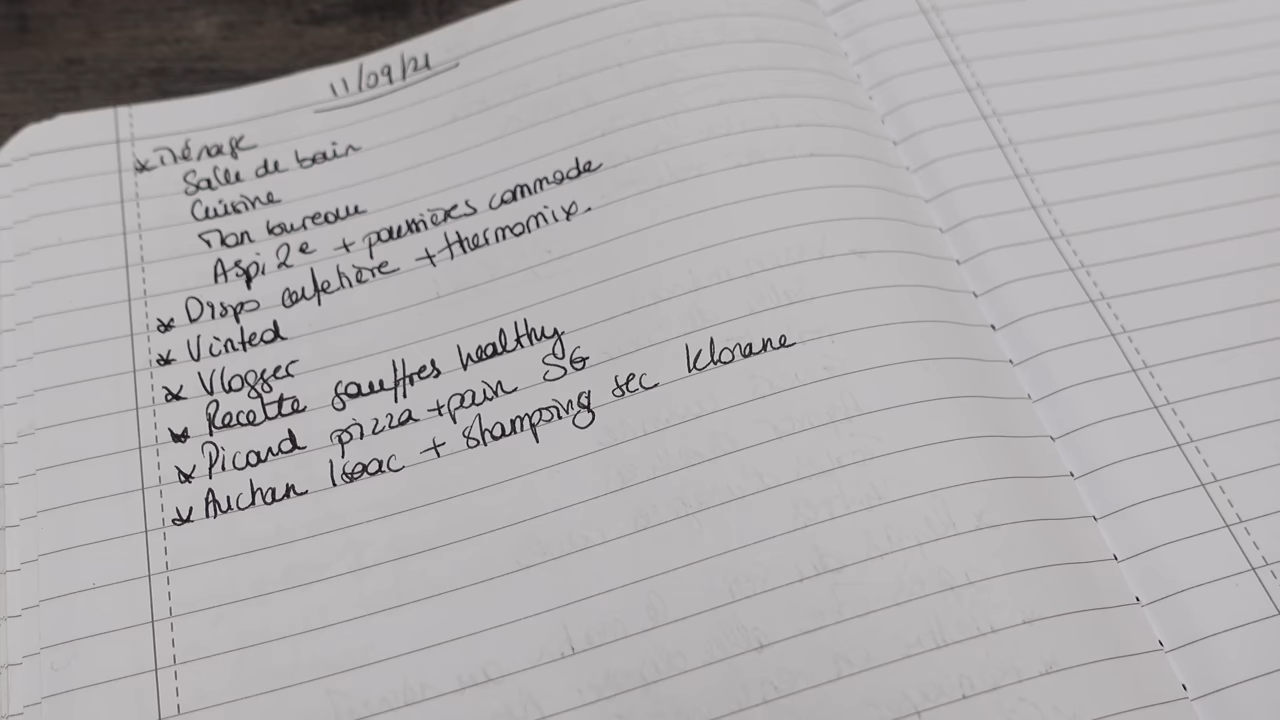 11/09/21
* Ménage
Salle de bain
Cuisine
Mon bureau
Aspi 2e + poussières commode
* Dispo cafetière + thermomix.
* Vinted
* Vlogger
* Recette gauffres healthy
* Picard pizza + pain SG
* Auchan Isaac + Shampoing sec Klorane